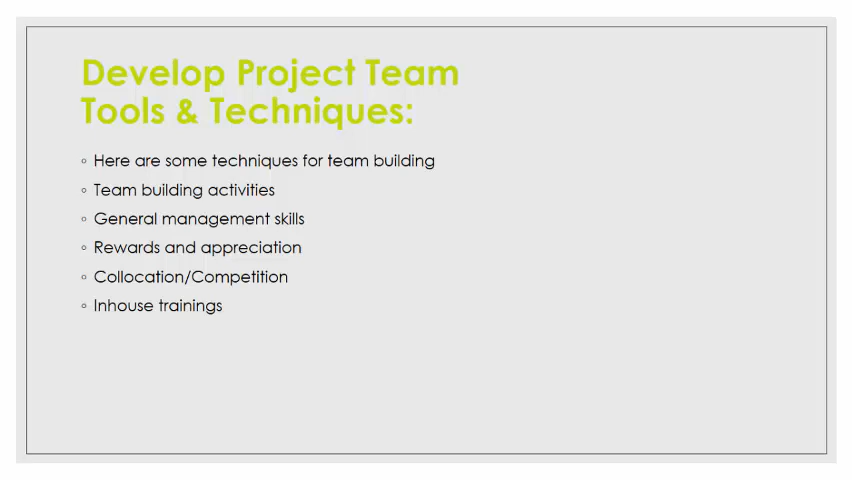 Develop Project Team
Tools & Techniques:
◦ Here are some techniques for team building
◦ Team building activities
◦ General management skills
◦ Rewards and appreciation
◦ Collocation/Competition
◦ Inhouse trainings